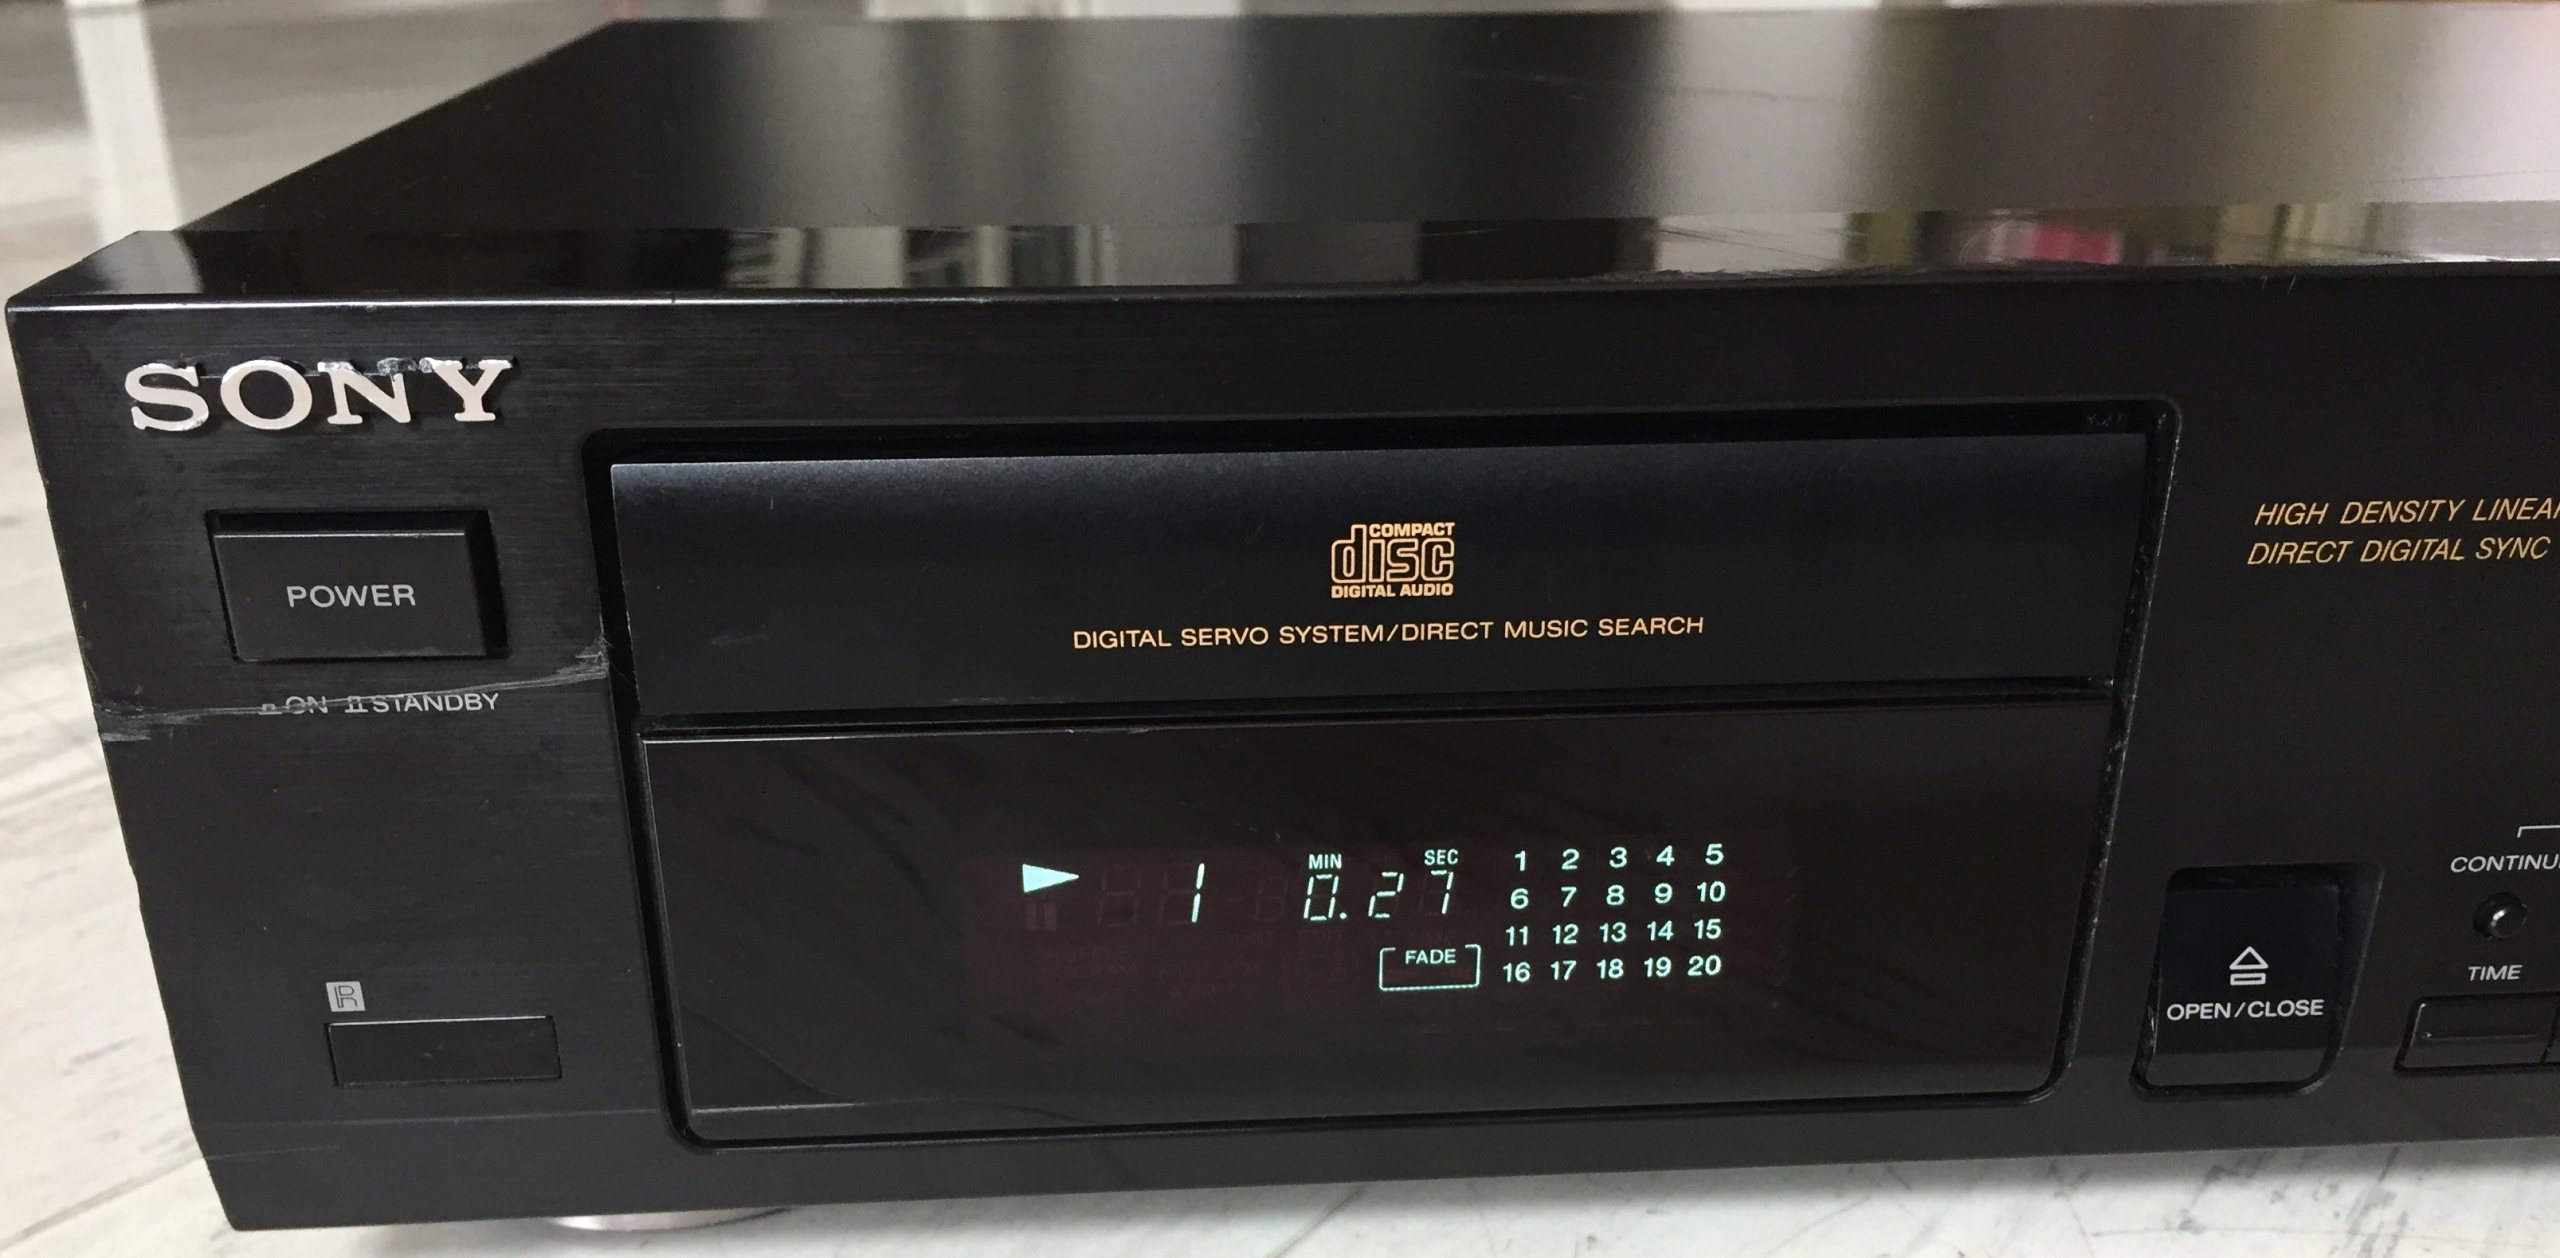 SONY
POWER
ON STANDBY
COMPACT
disc
DIGITAL AUDIO
DIGITAL SERVO SYSTEM/DIRECT MUSIC SEARCH
HIGH DENSITY
DIRECT DIGITAL SYNC
MIN SEC
1 0.27
1 2 3 4 5
6 7 8 9 10
11 12 13 14 15
16 17 18 19 20
FADE
OPEN/CLOSE
TIME